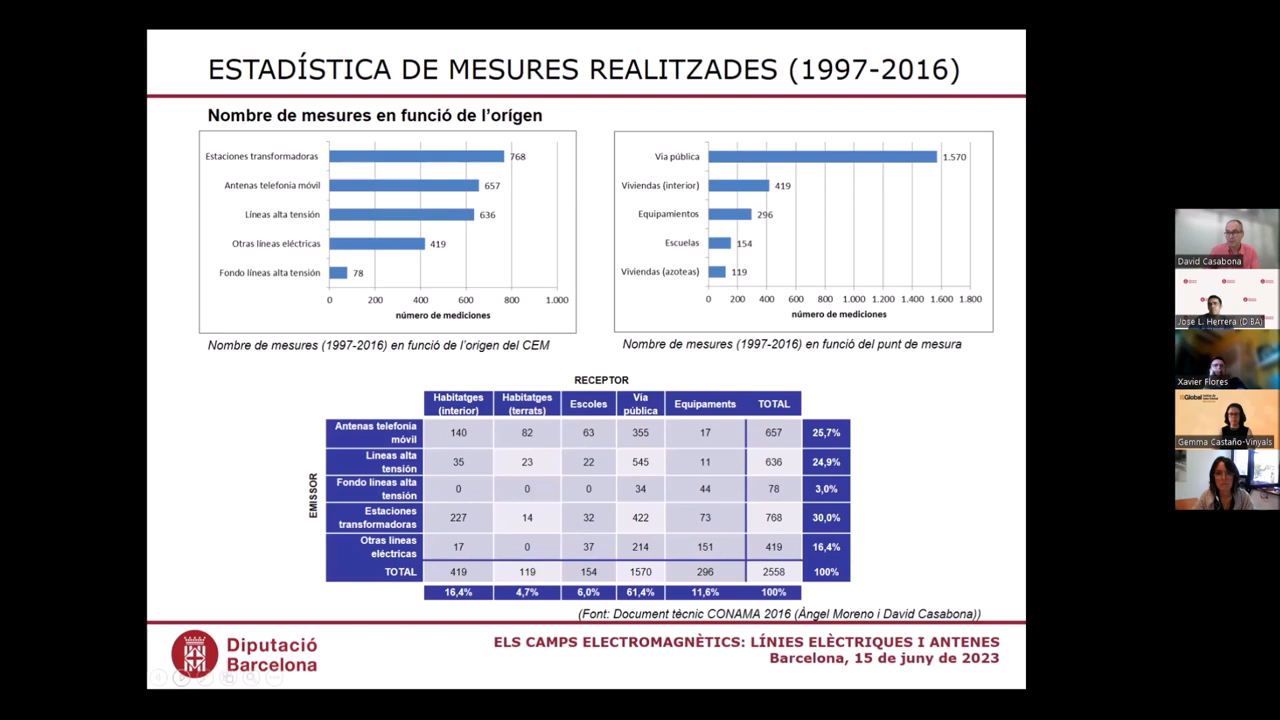 ESTADÍSTICA DE MESURES REALITZADES (1997-2016)
Nombre de mesures en funció de l'orígen
Estaciones transformadoras 768
Antenas telefonia móvil 657
Líneas alta tensión 636
Otras líneas eléctricas 419
Fondo líneas alta tensión 78
0 200 400 600 800 1.000
número de mediciones
Nombre de mesures (1997-2016) en funció de l'origen del CEM
Via pública 1.570
Viviendas (interior) 419
Equipamientos 296
Escuelas 154
Viviendas (azoteas) 119
0 200 400 600 800 1.000 1.200 1.400 1.600 1.800
número de mediciones
Nombre de mesures (1997-2016) en funció del punt de mesura
RECEPTOR
EMISSOR
Habitatges (interior) Habitatges (terrats) Escoles Via pública Equipaments TOTAL
Antenas telefonia móvil 140 82 63 355 17 657 25,7%
Líneas alta tensión 35 23 22 545 11 636 24,9%
Fondo líneas alta tensión 0 0 0 34 44 78 3,0%
Estaciones transformadoras 227 14 32 422 73 768 30,0%
Otras líneas eléctricas 17 0 37 214 151 419 16,4%
TOTAL 419 119 154 1570 296 2558 100%
16,4% 4,7% 6,0% 61,4% 11,6% 100%
(Font: Document tècnic CONAMA 2016 (Àngel Moreno i David Casabona))
Diputació
Barcelona
ELS CAMPS ELECTROMAGNÈTICS: LÍNIES ELÈCTRIQUES I ANTENES
Barcelona, 15 de juny de 2023
David Casabona
Jose L. Herrera (DIBA)
Xavier Flores
ISGlobal
Gemma Castaño-Vinyals